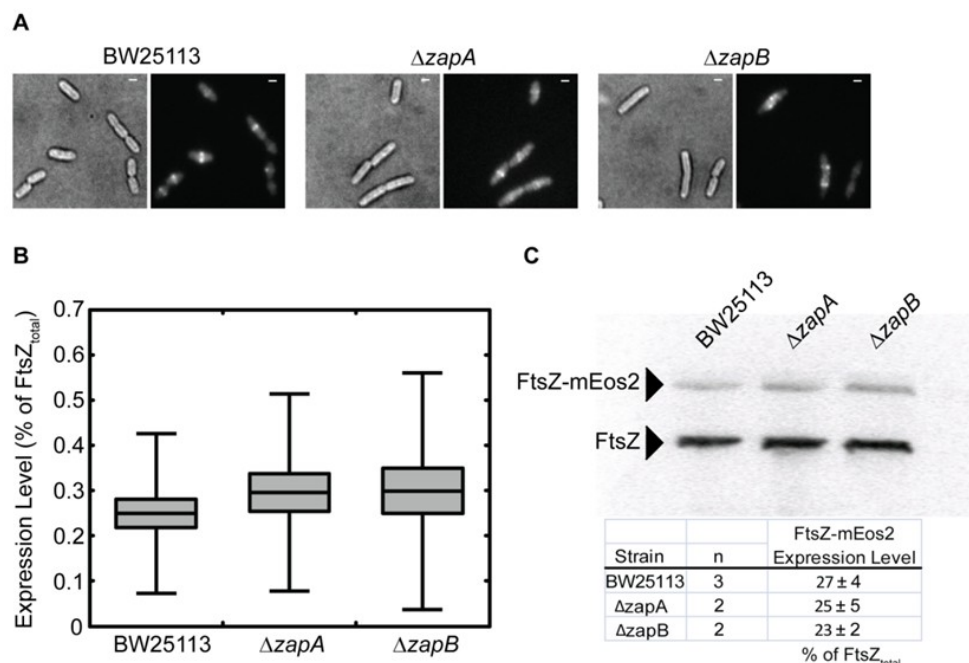 A
BW25113
ΔzapA
ΔzapB
B
Expression Level (% of FtsZtotal)
0.7
0.6
0.5
0.4
0.3
0.2
0.1
0
BW25113
ΔzapA
ΔzapB
C
BW25113
ΔzapA
ΔzapB
FtsZ-mEos2
FtsZ
FtsZ-mEos2
Strain n Expression Level
BW25113 3 27 ± 4
ΔzapA 2 25 ± 5
ΔzapB 2 23 ± 2
% of FtsZtotal